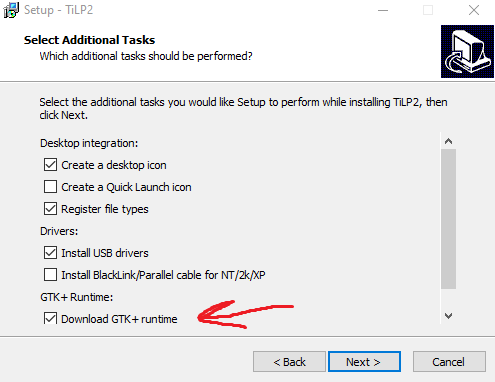 Setup - TiLP2
Select Additional Tasks
Which additional tasks should be performed?
Select the additional tasks you would like Setup to perform while installing TiLP2, then
click Next.
Desktop integration:
Create a desktop icon
Create a Quick Launch icon
Register file types
Drivers:
Install USB drivers
Install BlackLink/Parallel cable for NT/2k/XP
GTK+ Runtime:
Download GTK+ runtime
< Back
Next >
Cancel